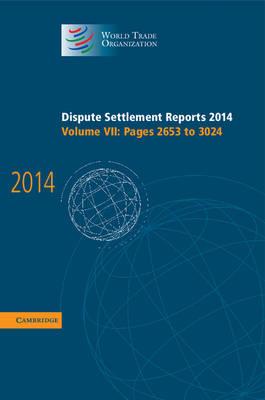 WORLD TRADE
ORGANIZATION
Dispute Settlement Reports 2014
Volume VII: Pages 2653 to 3024
2014
CAMBRIDGE